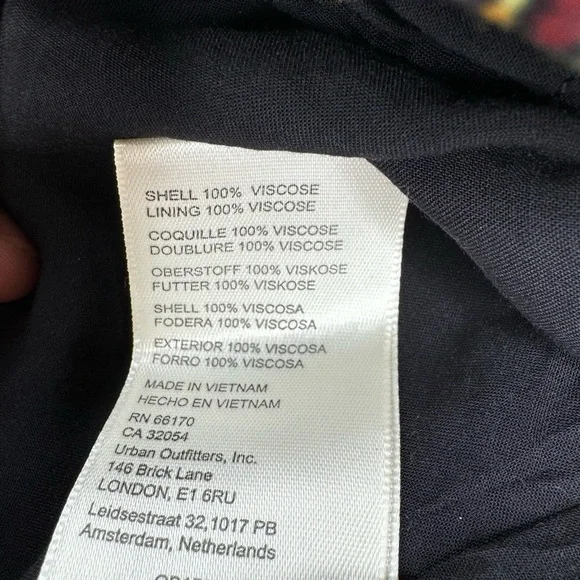 SHELL 100% VISCOSE
LINING 100% VISCOSE
COQUILLE 100% VISCOSE
DOUBLURE 100% VISCOSE
OBERSTOFF 100% VISKOSE
FUTTER 100% VISKOSE
SHELL 100% VISCOSA
FODERA 100% VISCOSA
EXTERIOR 100% VISCOSA
FORRO 100% VISCOSA
MADE IN VIETNAM
HECHO EN VIETNAM
RN 66170
CA 32054
Urban Outfitters, Inc.
146 Brick Lane
LONDON, E1 6RU
Leidsestraat 32,1017 PB
Amsterdam, Netherlands